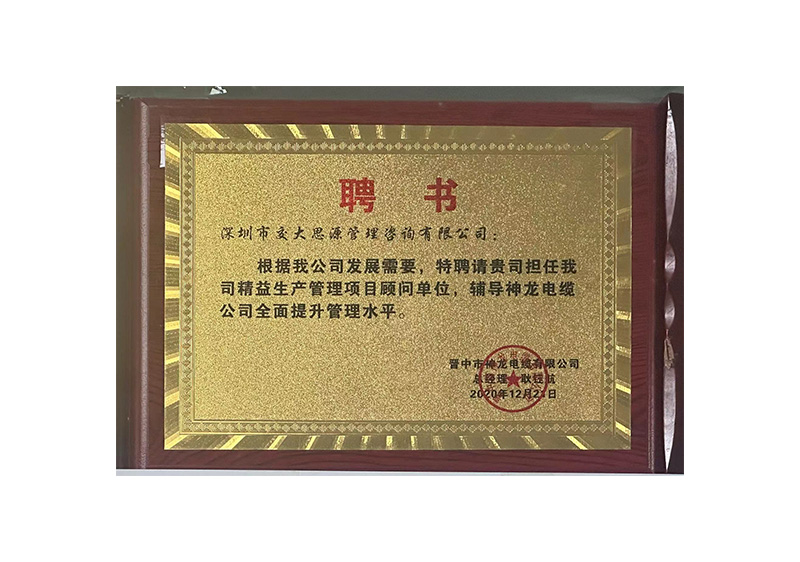 聘书
深圳市交大思源管理咨询有限公司：
根据我公司发展需要，特聘请贵司担任我
司精益生产管理项目顾问单位，辅导神龙电缆
公司全面提升管理水平。
晋中市神龙电缆有限公司
总经理
2020年12月21日